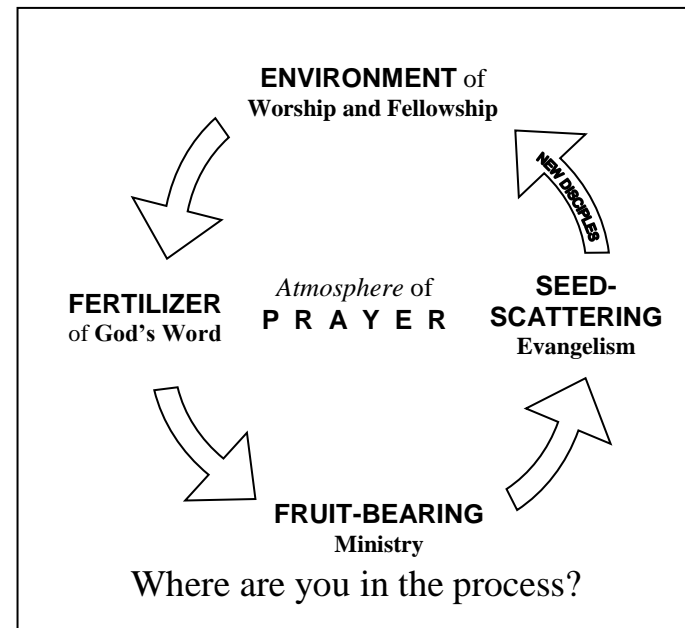 ENVIRONMENT of
Worship and Fellowship
NEW DISCIPLES
FERTILIZER
of God's Word
Atmosphere of
P R A Y E R
SEED-
SCATTERING
Evangelism
FRUIT-BEARING
Ministry
Where are you in the process?